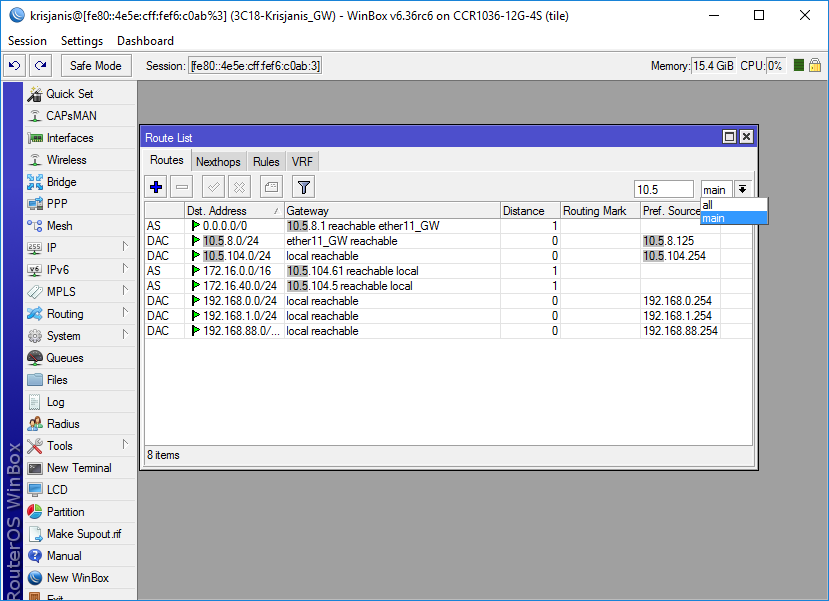 krisjanis@[fe80::4e5e:cff:fef6:c0ab%3] (3C18-Krisjanis_GW) - WinBox v6.36rc6 on CCR1036-12G-4S (tile)
Session Settings Dashboard
Safe Mode Session: [fe80::4e5e:cff:fef6:c0ab:3] Memory: 15.4 GiB CPU: 0%
RouterOS WinBox
Quick Set
CAPsMAN
Interfaces
Wireless
Bridge
PPP
Mesh
IP
IPv6
MPLS
Routing
System
Queues
Files
Log
Radius
Tools
New Terminal
LCD
Partition
Make Supout.rif
Manual
New WinBox
Exit
Route List
Routes Nexthops Rules VRF
10.5 main
all
main
Dst. Address Gateway Distance Routing Mark Pref. Source
AS 0.0.0.0/0 10.5.8.1 reachable ether11_GW 1
DAC 10.5.8.0/24 ether11_GW reachable 0 10.5.8.125
DAC 10.5.104.0/24 local reachable 0 10.5.104.254
AS 172.16.0.0/16 10.5.104.61 reachable local 1
AS 172.16.40.0/24 10.5.104.5 reachable local 1
DAC 192.168.0.0/24 local reachable 0 192.168.0.254
DAC 192.168.1.0/24 local reachable 0 192.168.1.254
DAC 192.168.88.0/... local reachable 0 192.168.88.254
8 items